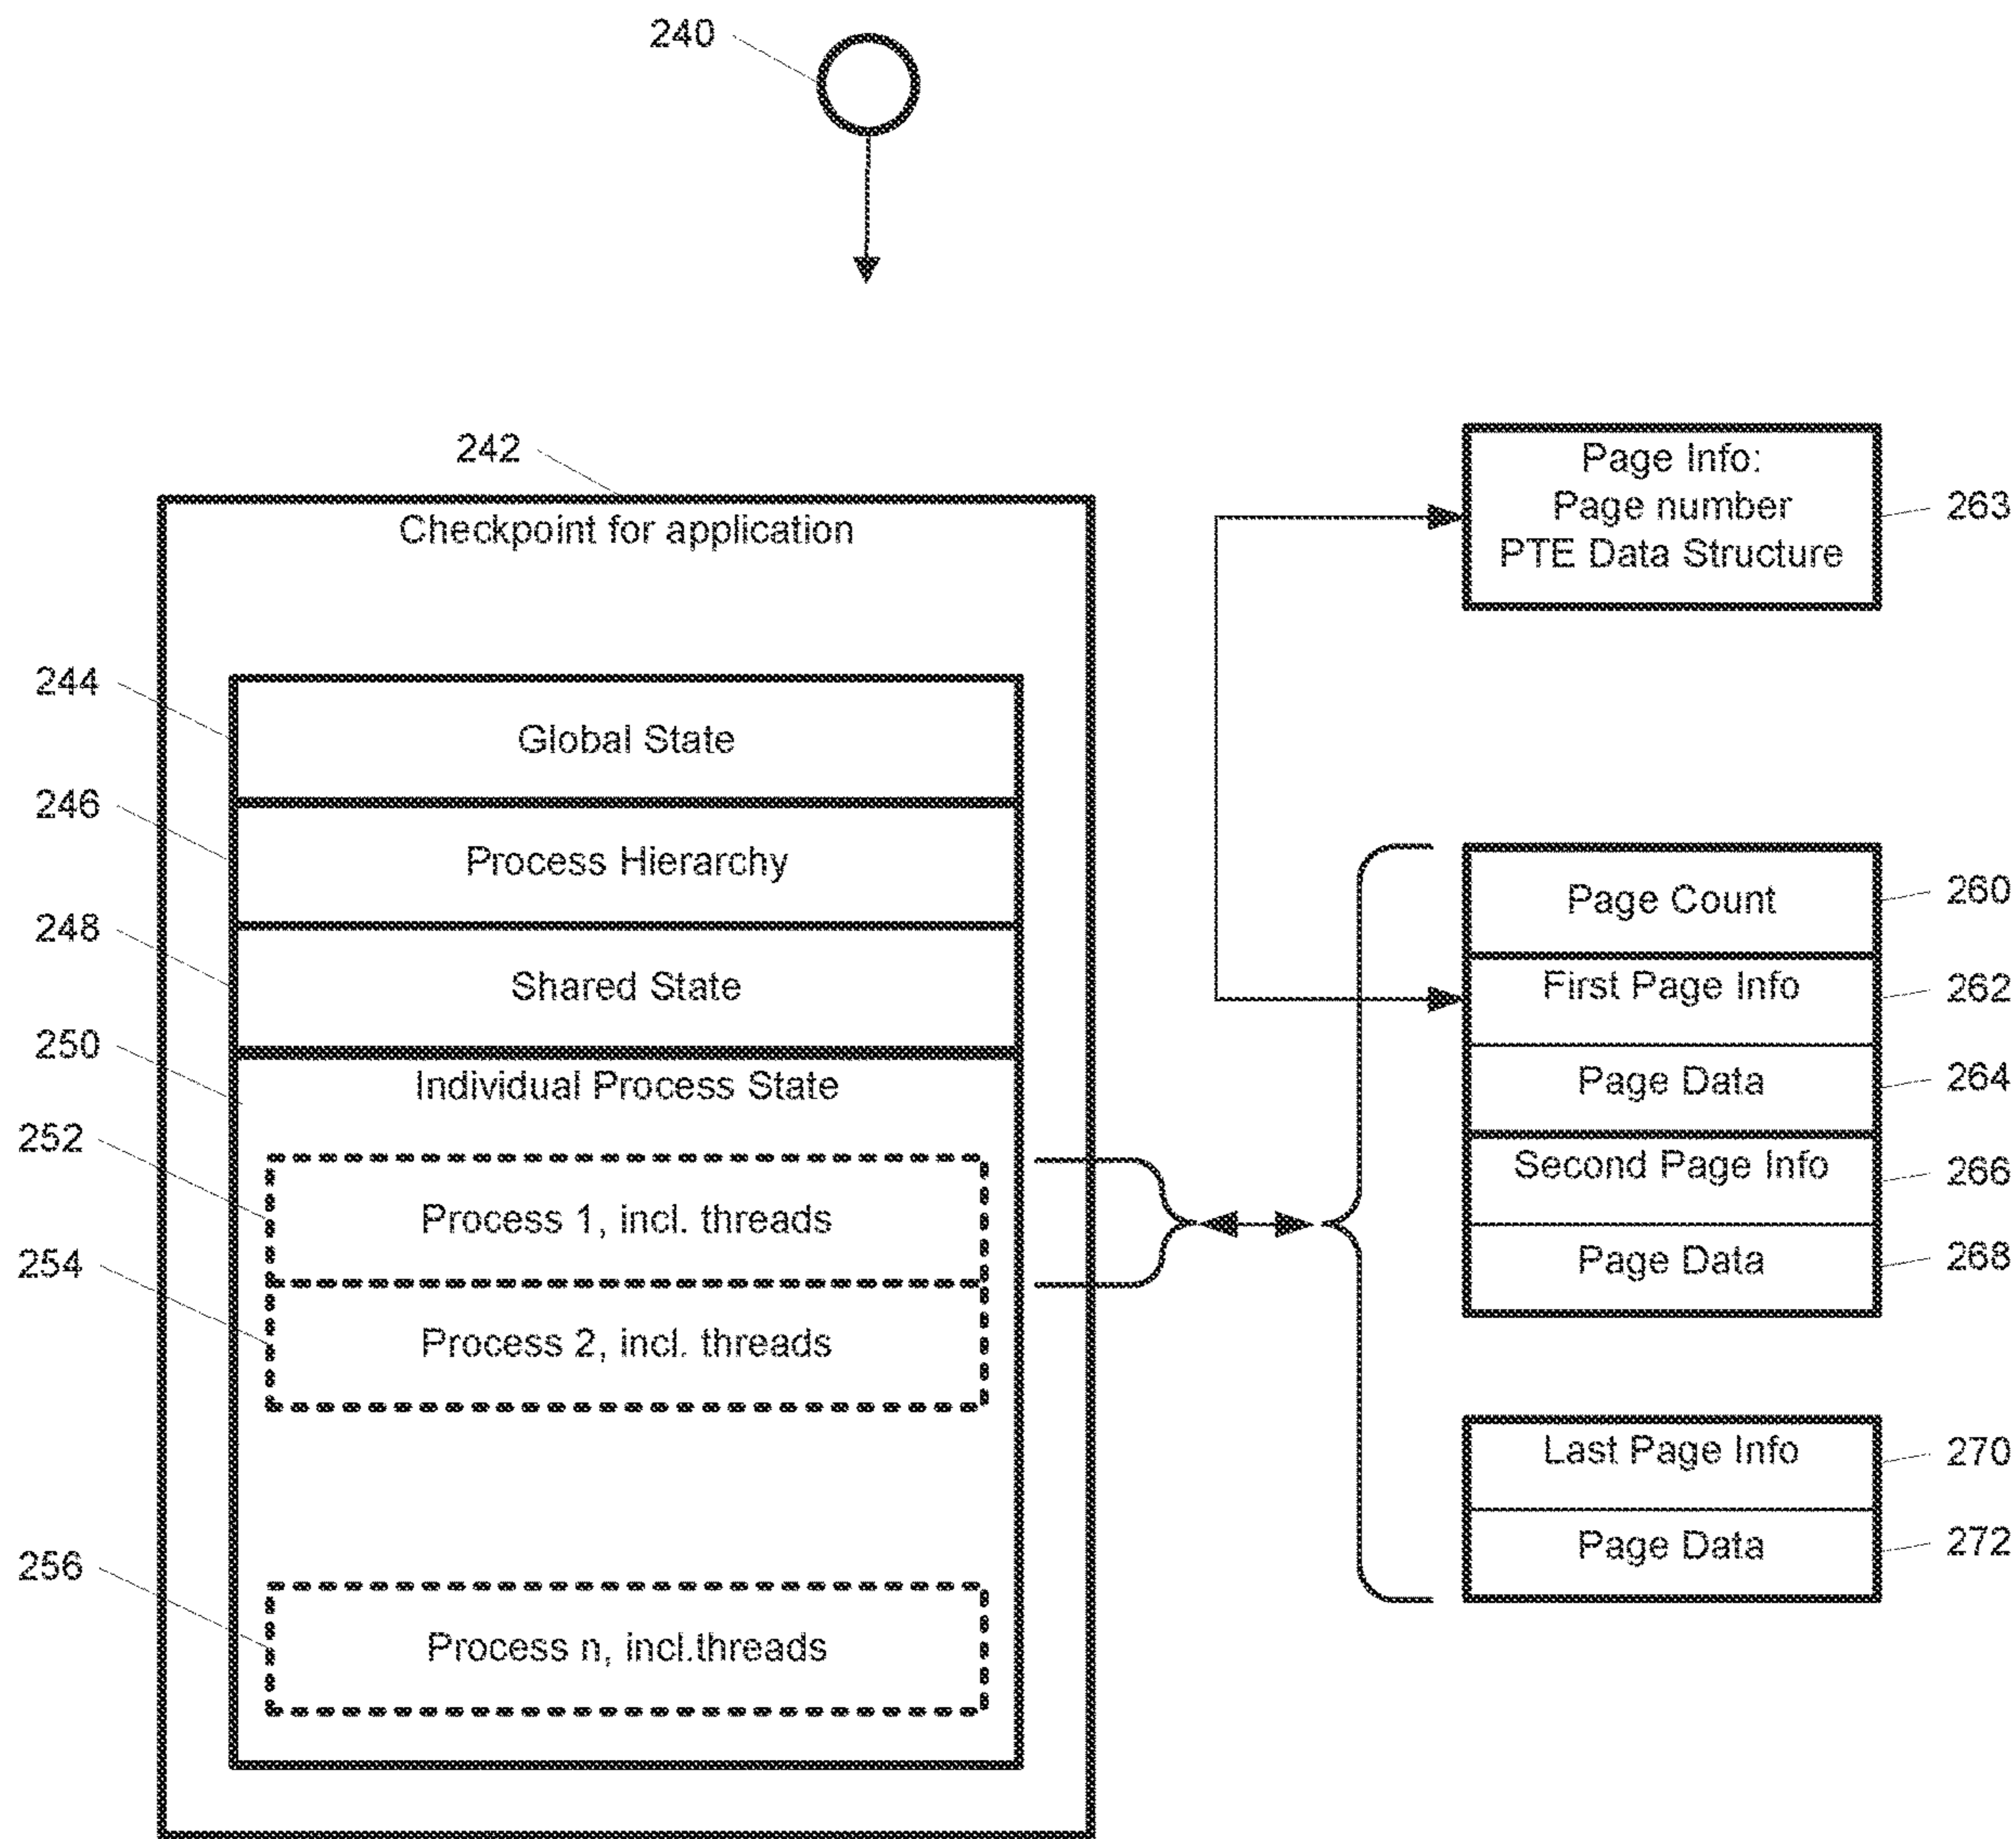 240
242
Checkpoint for application
244
Global State
246
Process Hierarchy
248
Shared State
250
Individual Process State
252
Process 1, incl. threads
254
Process 2, incl. threads
256
Process n, incl.threads
Page Info:
Page number
PTE Data Structure
263
Page Count
260
First Page Info
262
Page Data
264
Second Page Info
266
Page Data
268
Last Page Info
270
Page Data
272